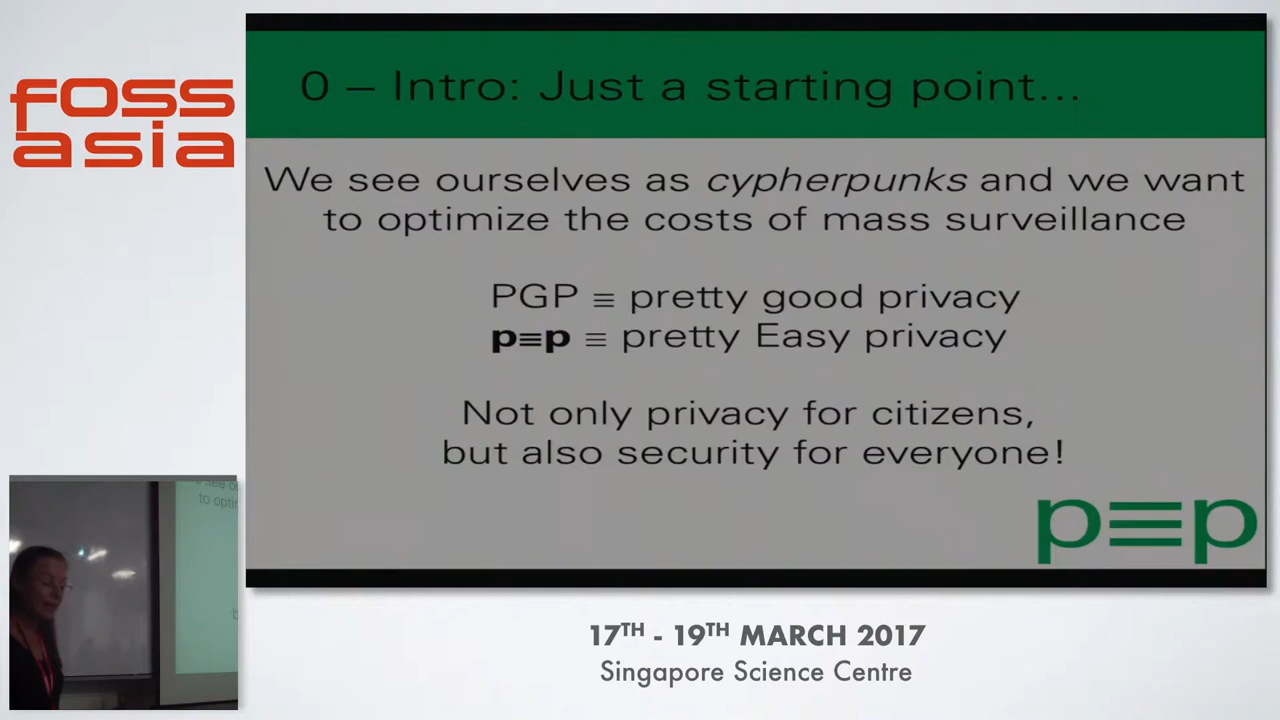 foss
asia
0 – Intro: Just a starting point...
We see ourselves as cypherpunks and we want
to optimize the costs of mass surveillance
PGP ≡ pretty good privacy
p≡p ≡ pretty Easy privacy
Not only privacy for citizens,
but also security for everyone!
p≡p
to optim
17TH - 19TH MARCH 2017
Singapore Science Centre